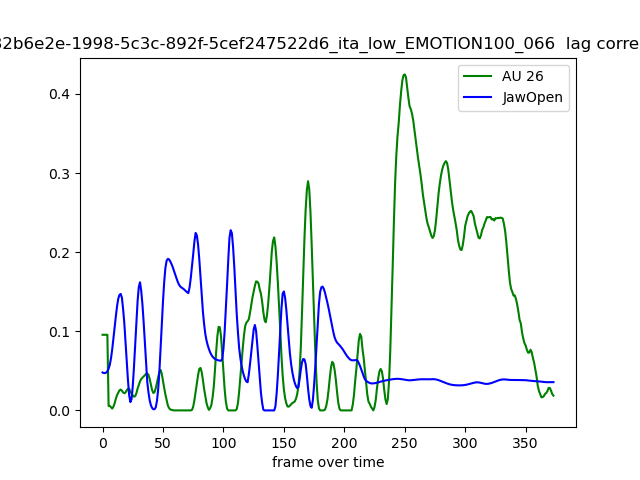 32b6e2e-1998-5c3c-892f-5cef247522d6_ita_low_EMOTION100_066 lag corre
AU 26
JawOpen
0.4
0.3
0.2
0.1
0.0
0 50 100 150 200 250 300 350
frame over time